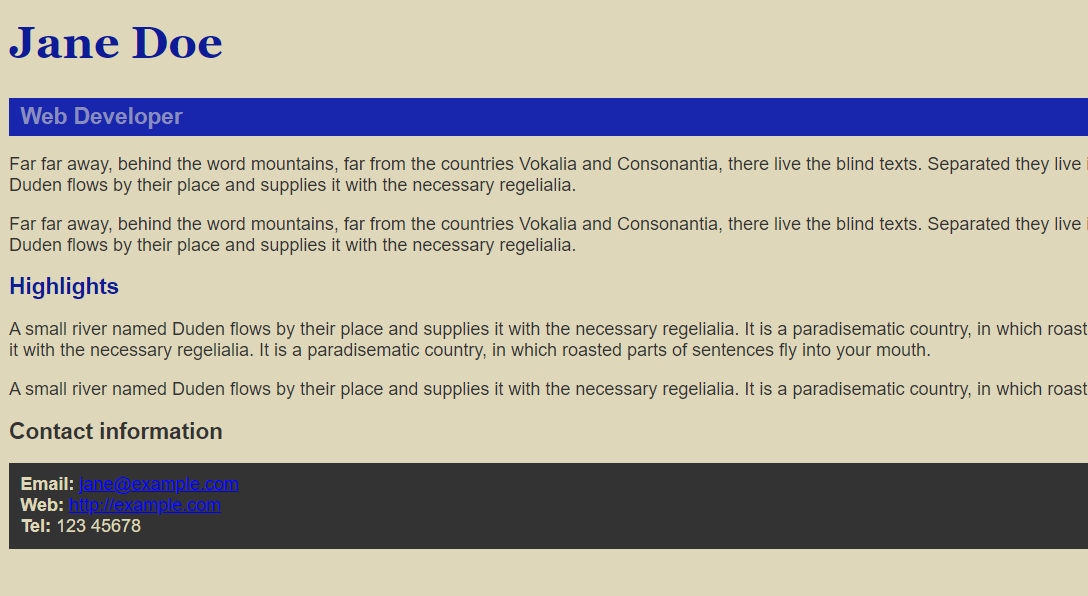 Jane Doe
Web Developer
Far far away, behind the word mountains, far from the countries Vokalia and Consonantia, there live the blind texts. Separated they live
Duden flows by their place and supplies it with the necessary regelialia.
Far far away, behind the word mountains, far from the countries Vokalia and Consonantia, there live the blind texts. Separated they live
Duden flows by their place and supplies it with the necessary regelialia.
Highlights
A small river named Duden flows by their place and supplies it with the necessary regelialia. It is a paradisematic country, in which roast
it with the necessary regelialia. It is a paradisematic country, in which roasted parts of sentences fly into your mouth.
A small river named Duden flows by their place and supplies it with the necessary regelialia. It is a paradisematic country, in which roast
Contact information
Email: jane@example.com
Web: http://example.com
Tel: 123 45678